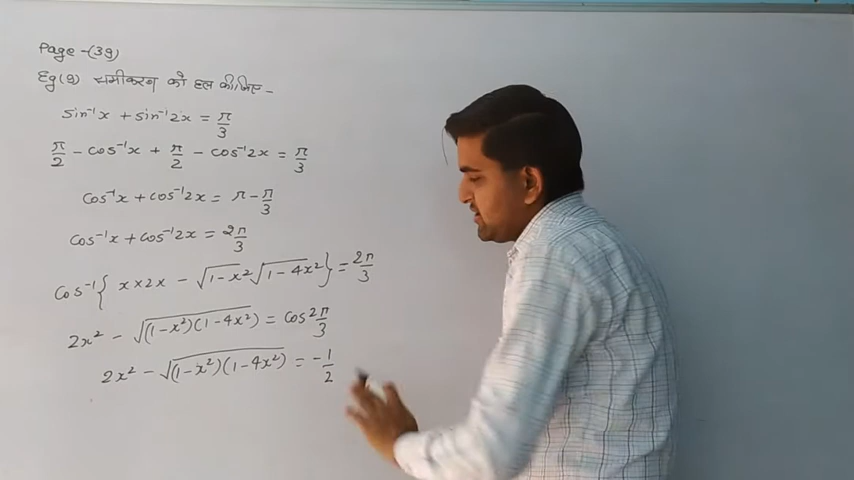 Page -(39)
Eg(9) समीकरण को हल कीजिए -
sin⁻¹x + sin⁻¹2x = π/3
π/2 - cos⁻¹x + π/2 - cos⁻¹2x = π/3
cos⁻¹x + cos⁻¹2x = π - π/3
cos⁻¹x + cos⁻¹2x = 2π/3
cos⁻¹{ x×2x - √1-x² √1-4x² } = 2π/3
2x² - √(1-x²)(1-4x²) = cos 2π/3
2x² - √(1-x²)(1-4x²) = -1/2